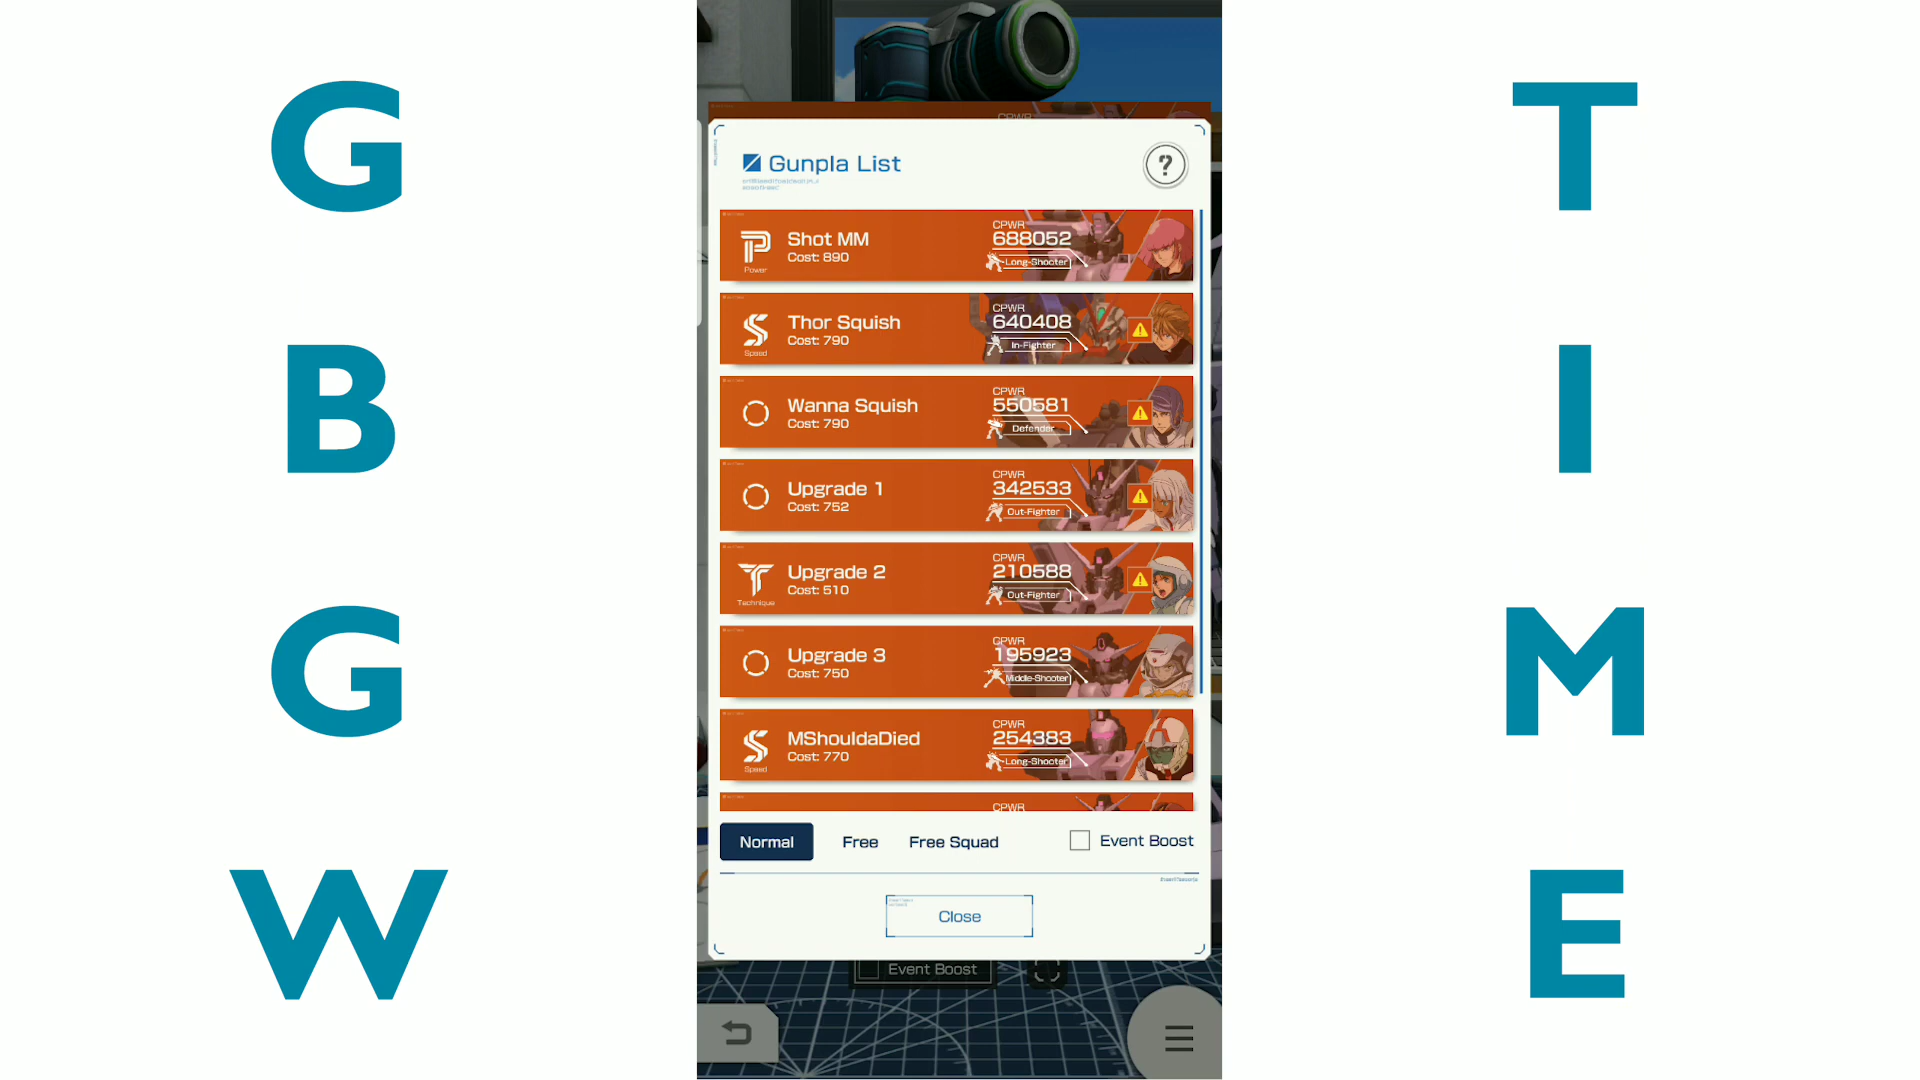 G
B
G
W
T
I
M
E
CPWR
Gunpla List
?
Shot MM
Cost: 890
Power
CPWR
688052
Long-Shooter
Thor Squish
Cost: 790
Speed
CPWR
640408
In-Fighter
Wanna Squish
Cost: 790
CPWR
550581
Defender
Upgrade 1
Cost: 752
CPWR
342533
Out-Fighter
Upgrade 2
Cost: 510
Technique
CPWR
210588
Out-Fighter
Upgrade 3
Cost: 750
CPWR
195923
Middle-Shooter
MShouldaDied
Cost: 770
Speed
CPWR
254383
Long-Shooter
CPWR
Normal
Free
Free Squad
Event Boost
Close
Event Boost